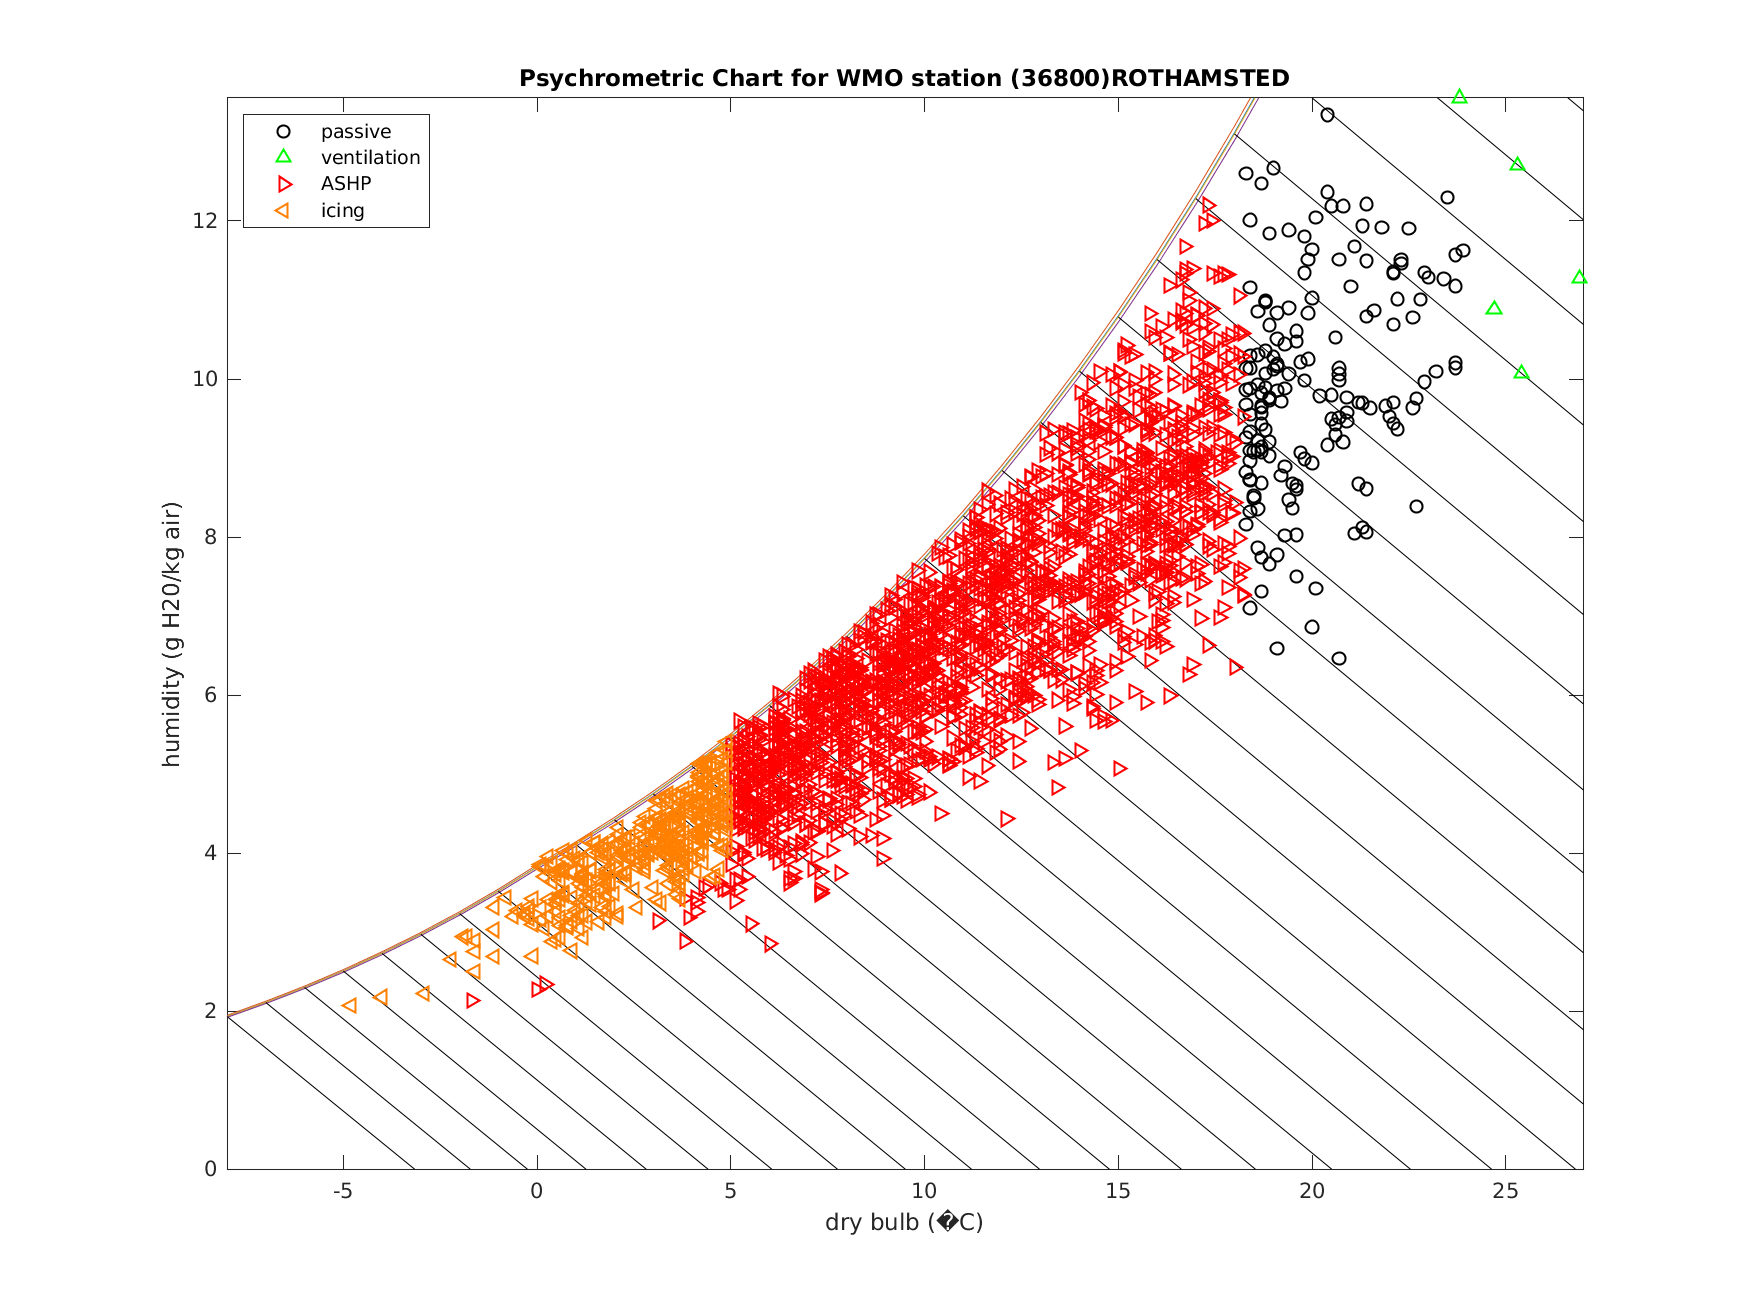 Psychrometric Chart for WMO station (36800)ROTHAMSTED
passive
ventilation
ASHP
icing
humidity (g H20/kg air)
12
10
8
6
4
2
0
-5 0 5 10 15 20 25
dry bulb (�C)